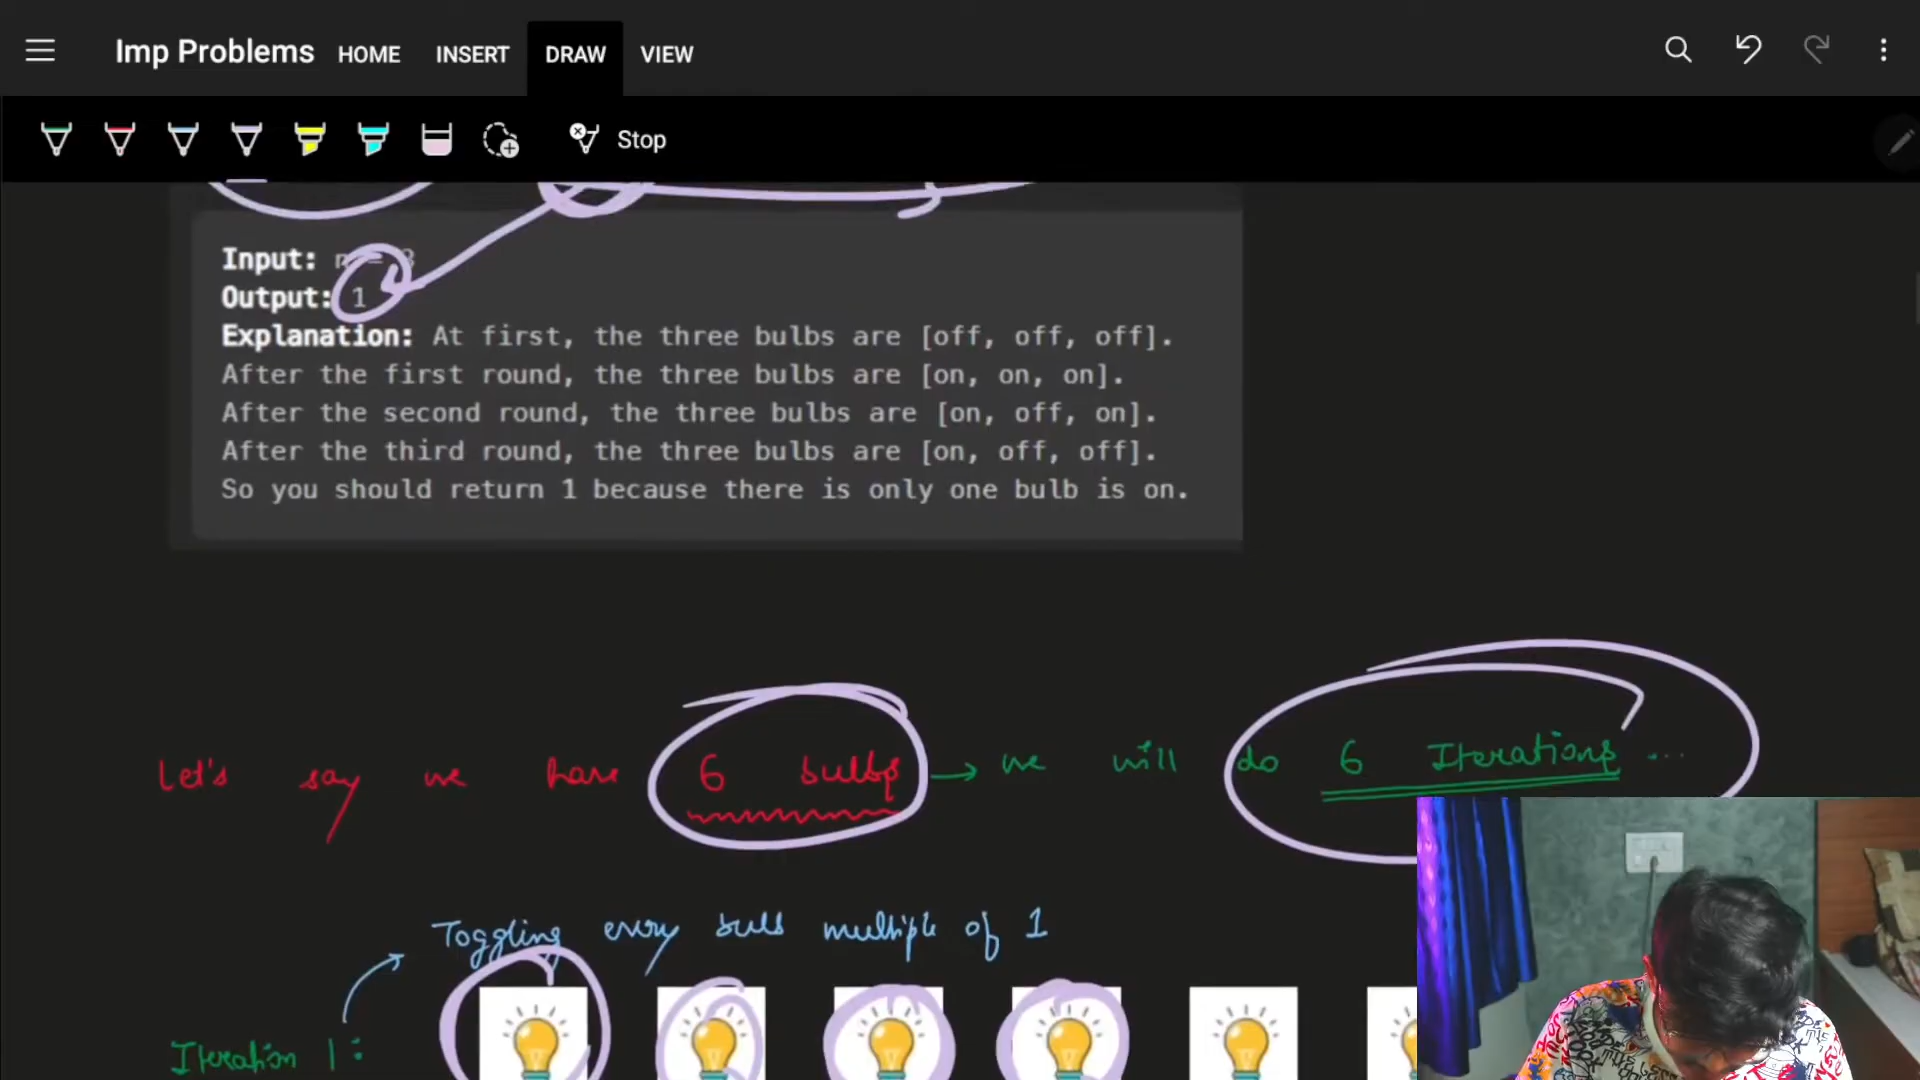 Imp Problems HOME INSERT DRAW VIEW
Stop
Input:
Output: 1
Explanation: At first, the three bulbs are [off, off, off].
After the first round, the three bulbs are [on, on, on].
After the second round, the three bulbs are [on, off, on].
After the third round, the three bulbs are [on, off, off].
So you should return 1 because there is only one bulb is on.
Let's say we have 6 bulbs → we will do 6 Iterations ...
Toggling every bulb multiple of 1
Iteration 1: